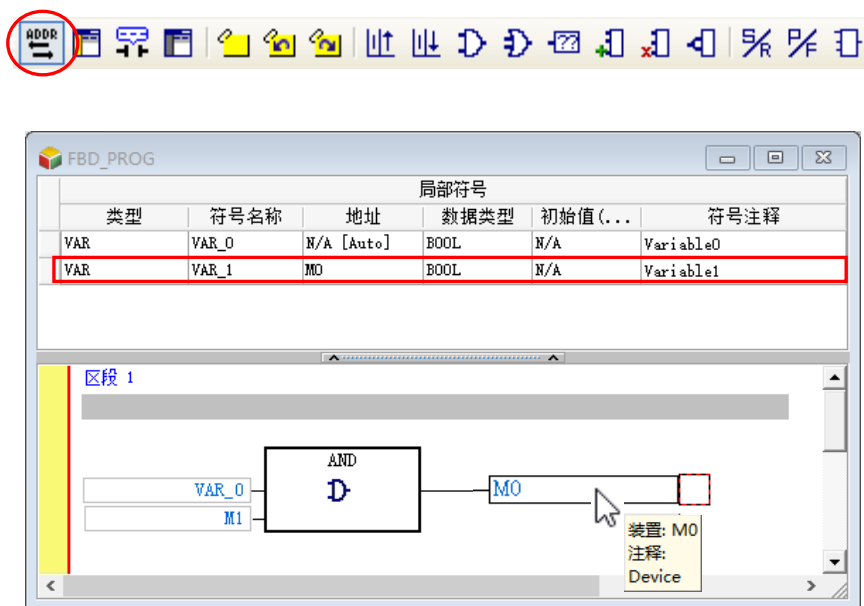 ADDR
??
S/R
P/F
FBD_PROG
局部符号
类型 符号名称 地址 数据类型 初始值(... 符号注释
VAR VAR_0 N/A [Auto] BOOL N/A Variable0
VAR VAR_1 M0 BOOL N/A Variable1
区段 1
AND
VAR_0
M0
M1
装置: M0
注释:
Device